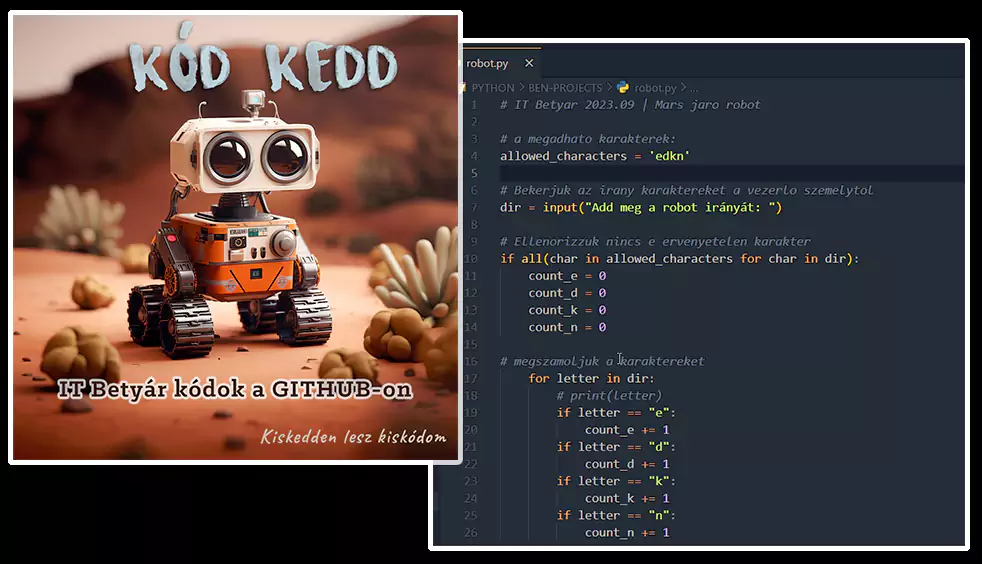 KÓD KEDD
IT Betyár kódok a GITHUB-on
Kiskedden lesz kiskódom
robot.py ×
PYTHON > BEN-PROJECTS > robot.py > ...
1 # IT Betyar 2023.09 | Mars jaro robot
2
3 # a megadhato karakterek:
4 allowed_characters = 'edkn'
5
6 # Bekerjuk az irany karaktereket a vezerlo szemelytol
7 dir = input("Add meg a robot irányát: ")
8
9 # Ellenorizzuk nincs e ervenyetelen karakter
10 if all(char in allowed_characters for char in dir):
11 count_e = 0
12 count_d = 0
13 count_k = 0
14 count_n = 0
15
16 # megszamoljuk a karaktereket
17 for letter in dir:
18 # print(letter)
19 if letter == "e":
20 count_e += 1
21 if letter == "d":
22 count_d += 1
23 if letter == "k":
24 count_k += 1
25 if letter == "n":
26 count_n += 1